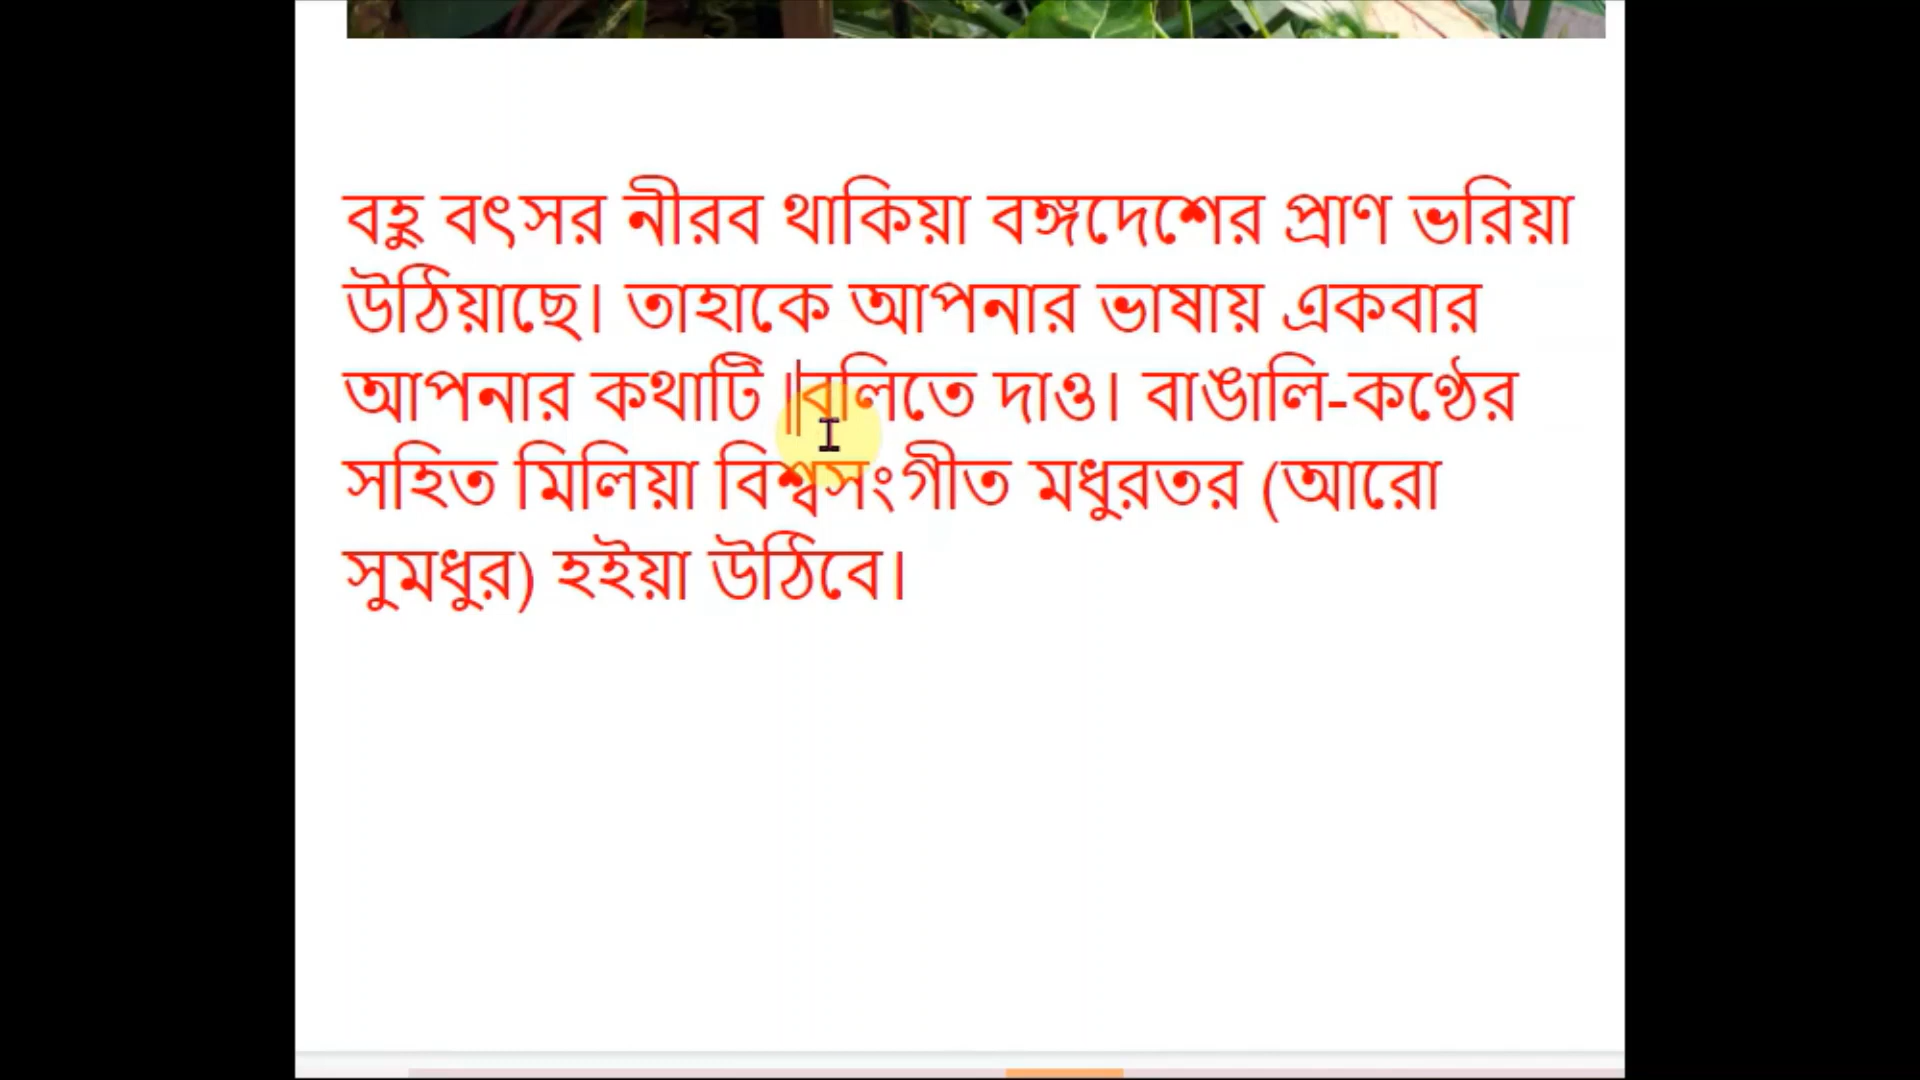 বহু বৎসর নীরব থাকিয়া বঙ্গদেশের প্রাণ ভরিয়া
উঠিয়াছে। তাহাকে আপনার ভাষায় একবার
আপনার কথাটি ।বলিতে দাও। বাঙালি-কণ্ঠের
সহিত মিলিয়া বিশ্বসংগীত মধুরতর (আরো
সুমধুর) হইয়া উঠিবে।